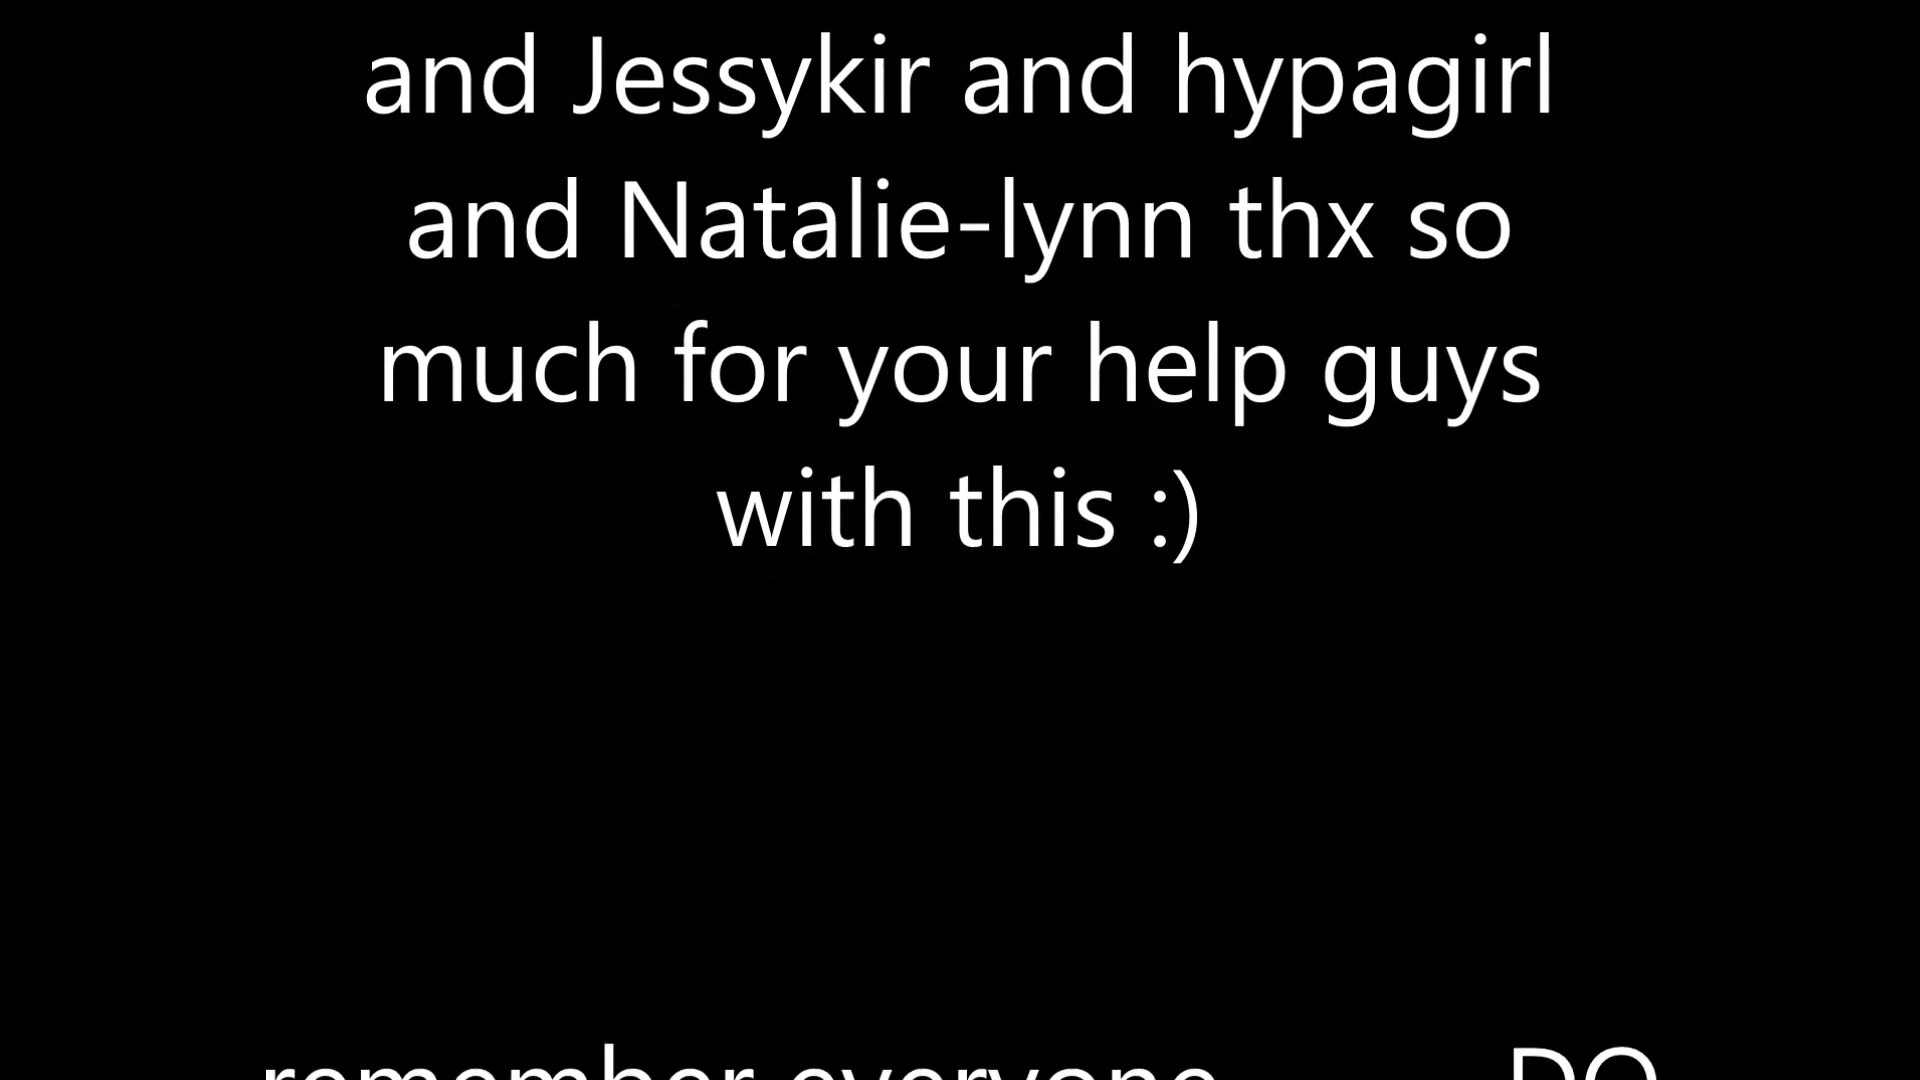 and Jessykir and hypagirl
and Natalie-lynn thx so
much for your help guys
with this :)
remember everyone DO